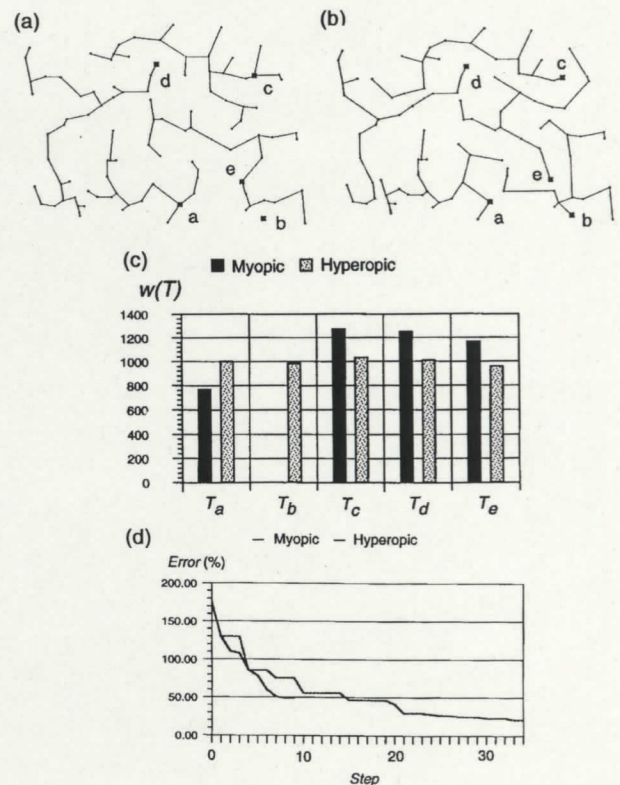 (a)
(b)
d
c
e
a
b
d
c
e
a
b
(c)
Myopic Hyperopic
w(T)
1400
1200
1000
800
600
400
200
0
Ta Tb Tc Td Te
(d)
Myopic Hyperopic
Error (%)
200.00
150.00
100.00
50.00
0.00
0 10 20 30
Step